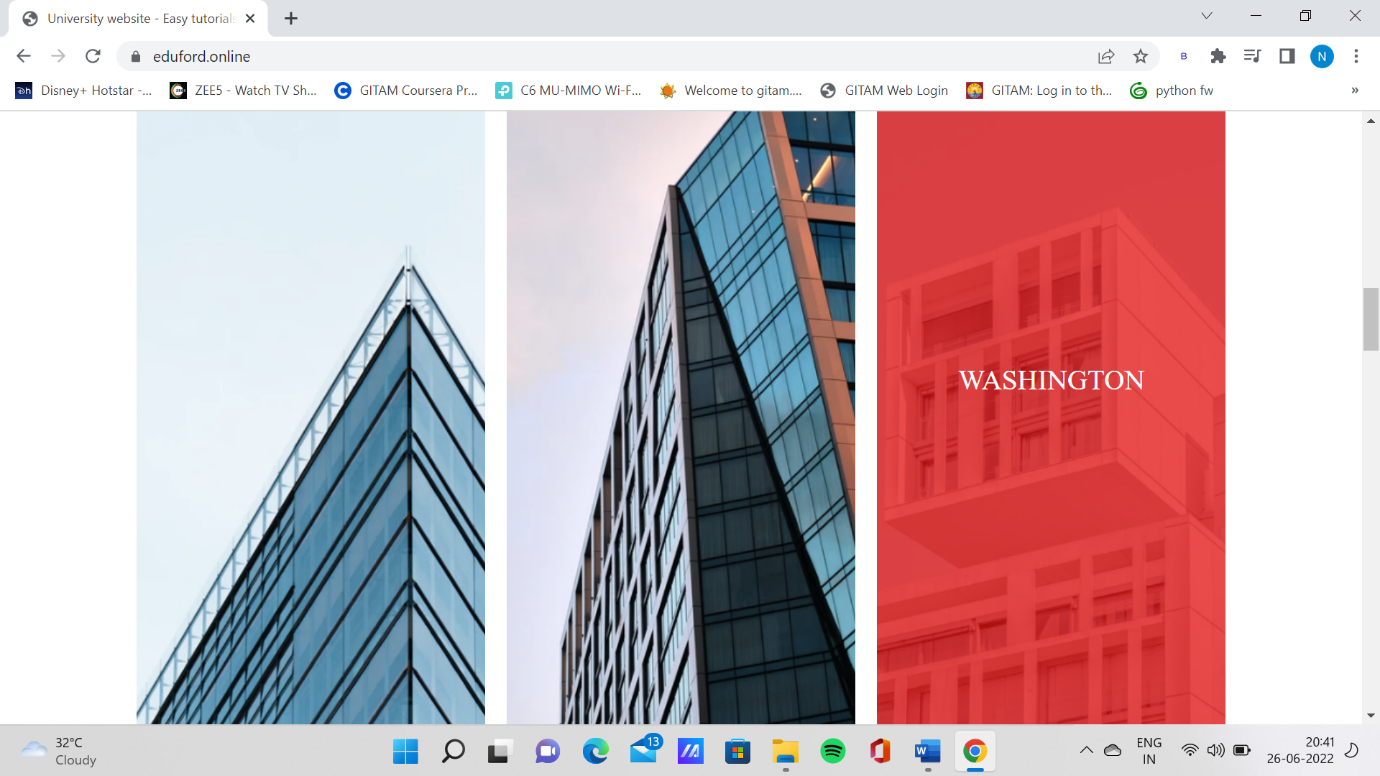 University website - Easy tutorials
eduford.online
B
N
Disney+ Hotstar -...
ZEE5 - Watch TV Sh...
GITAM Coursera Pr...
C6 MU-MIMO Wi-F...
Welcome to gitam....
GITAM Web Login
GITAM: Log in to th...
python fw
»
WASHINGTON
32°C
Cloudy
13
ENG
IN
20:41
26-06-2022